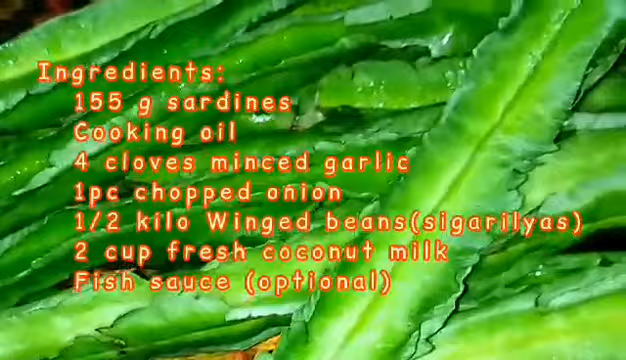 Ingredients:
155 g sardines
Cooking oil
4 cloves minced garlic
1pc chopped onion
1/2 kilo Winged beans(sigarilyas)
2 cup fresh coconut milk
Fish sauce (optional)